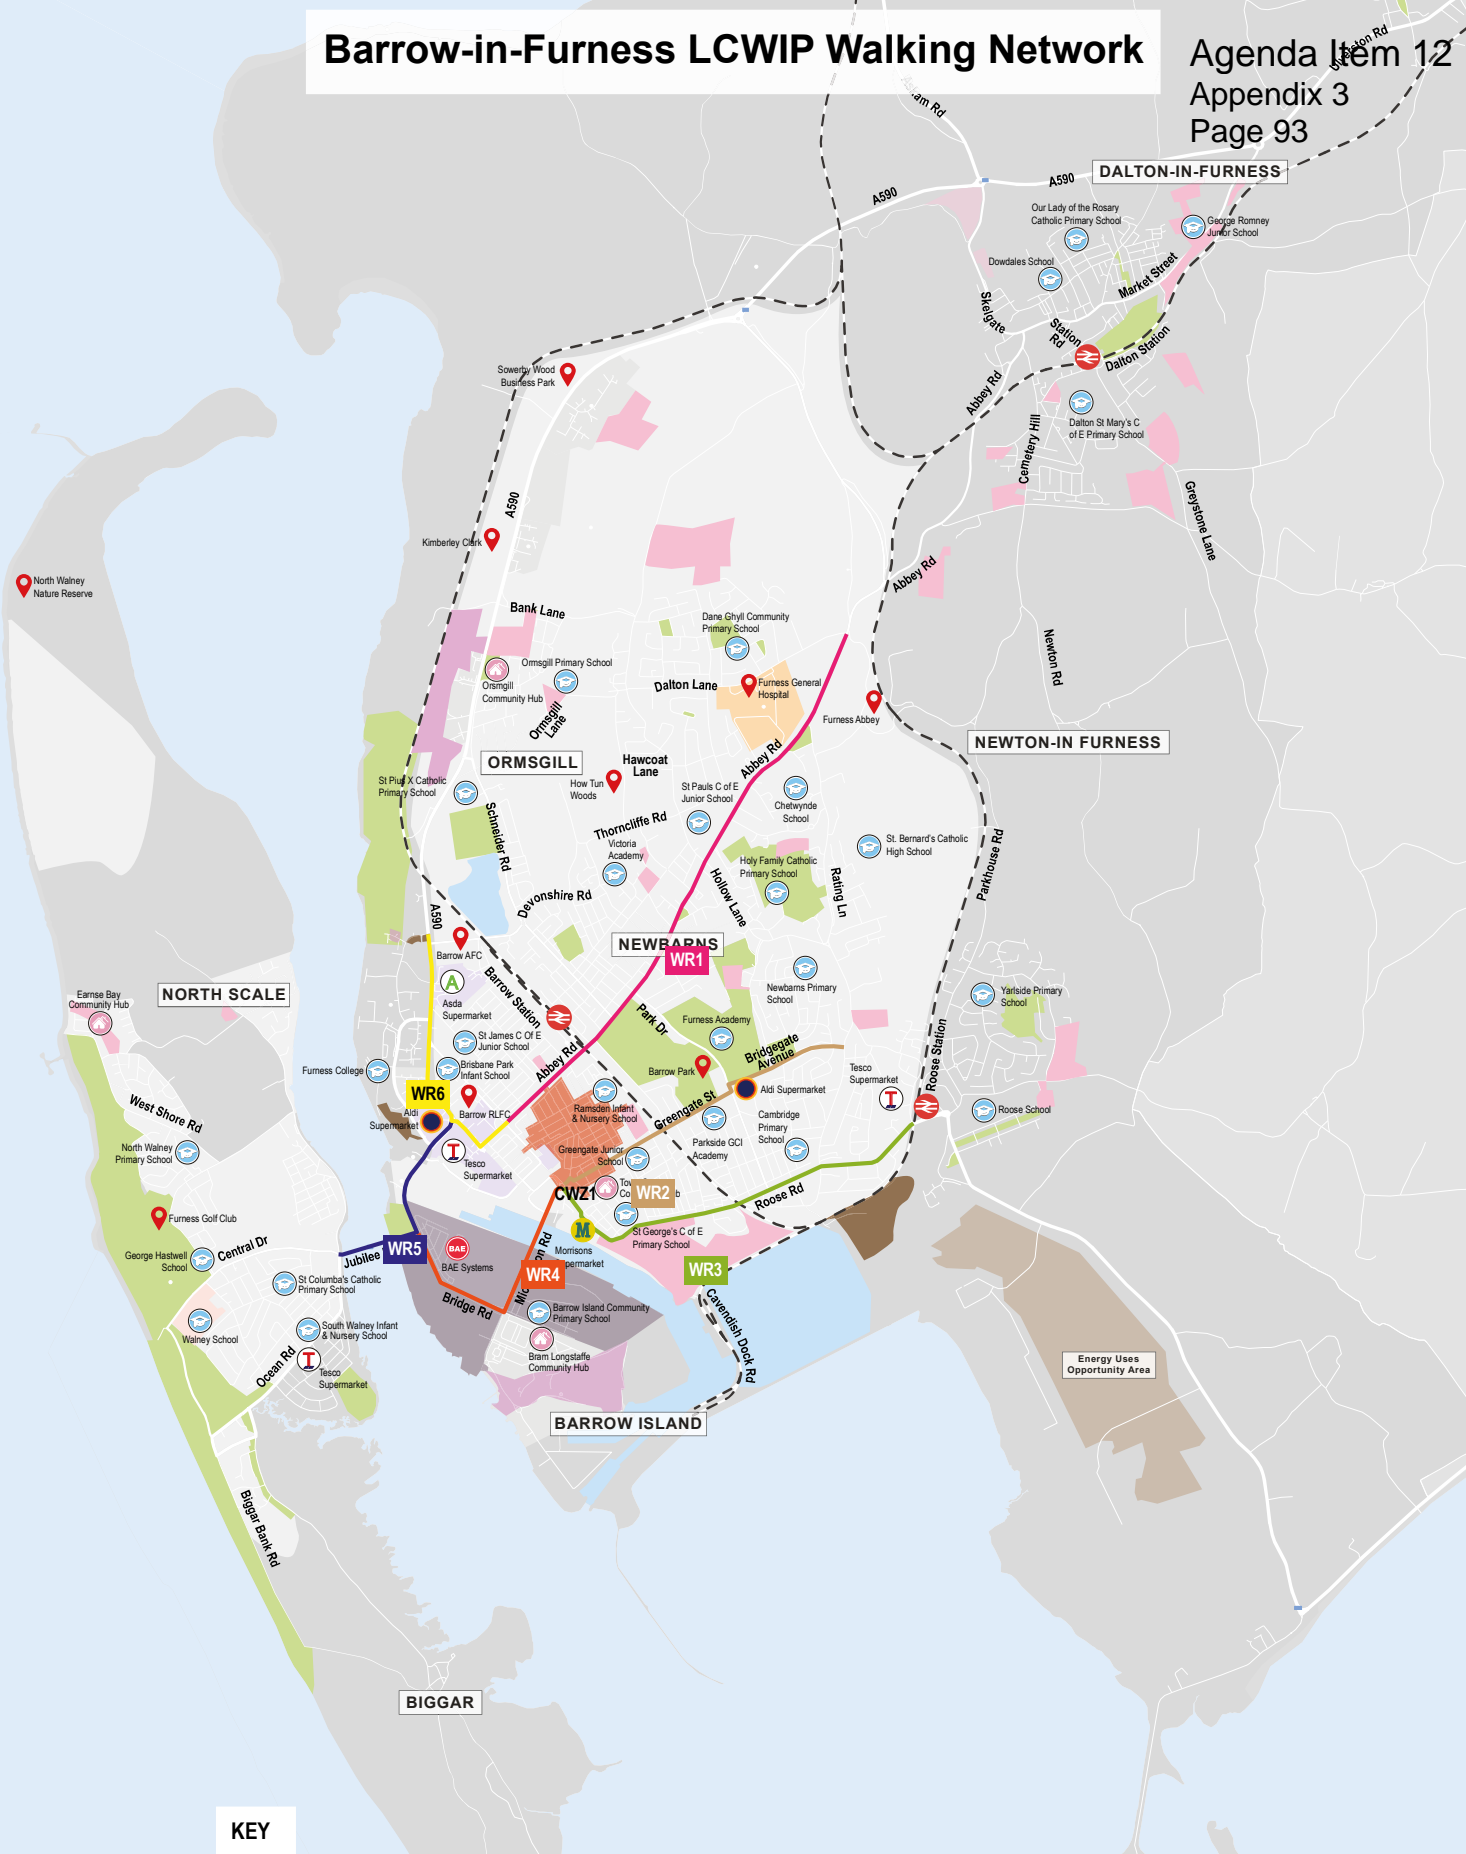 Barrow-in-Furness LCWIP Walking Network
Agenda Item 12
Appendix 3
Page 93
Ulverston Rd
Askam Rd
DALTON-IN-FURNESS
A590
A590
Our Lady of the Rosary
Catholic Primary School
George Romney
Junior School
Dowdales School
Market Street
Skelgate
Station
Rd
Dalton Station
Sowerby Wood
Business Park
Abbey Rd
Dalton St Mary's C
of E Primary School
Cemetery Hill
A590
Greystone Lane
Kimberley Clark
Abbey Rd
North Walney
Nature Reserve
Bank Lane
Dane Ghyll Community
Primary School
Newton Rd
Ormsgill Primary School
Orsmgill
Community Hub
Dalton Lane
Furness General
Hospital
Ormsgill
Lane
Furness Abbey
NEWTON-IN FURNESS
ORMSGILL
Hawcoat
Lane
Abbey Rd
St Pius X Catholic
Primary School
How Tun
Woods
St Pauls C of E
Junior School
Chetwynde
School
Schneider Rd
Thorncliffe Rd
Victoria
Academy
St. Bernard's Catholic
High School
Parkhouse Rd
Holy Family Catholic
Primary School
Hollow Lane
Rating Ln
Devonshire Rd
A590
NEWBARNS
WR1
Barrow AFC
Barrow Station
Newbarns Primary
School
Yarlside Primary
School
NORTH SCALE
Earnse Bay
Community Hub
Asda
Supermarket
Park Dr
Furness Academy
St James C Of E
Junior School
Bridgegate
Avenue
Roose Station
Furness College
Brisbane Park
Infant School
Abbey Rd
Barrow Park
Tesco
Supermarket
Aldi Supermarket
WR6
West Shore Rd
Aldi
Supermarket
Barrow RLFC
Ramsden Infant
& Nursery School
Greengate St
Cambridge
Primary
School
Roose School
North Walney
Primary School
Tesco
Supermarket
Greengate Junior
School
Parkside GCI
Academy
CWZ1
WR2
Roose Rd
Furness Golf Club
St George's C of E
Primary School
M
Morrisons
George Hastwell
School
Central Dr
Jubilee
WR5
BAE
BAE Systems
WR4
WR3
St Columba's Catholic
Primary School
Bridge Rd
Barrow Island Community
Primary School
Cavendish Dock Rd
Walney School
South Walney Infant
& Nursery School
Bram Longstaffe
Community Hub
Ocean Rd
Tesco
Supermarket
Energy Uses
Opportunity Area
BARROW ISLAND
Biggar Bank Rd
BIGGAR
KEY